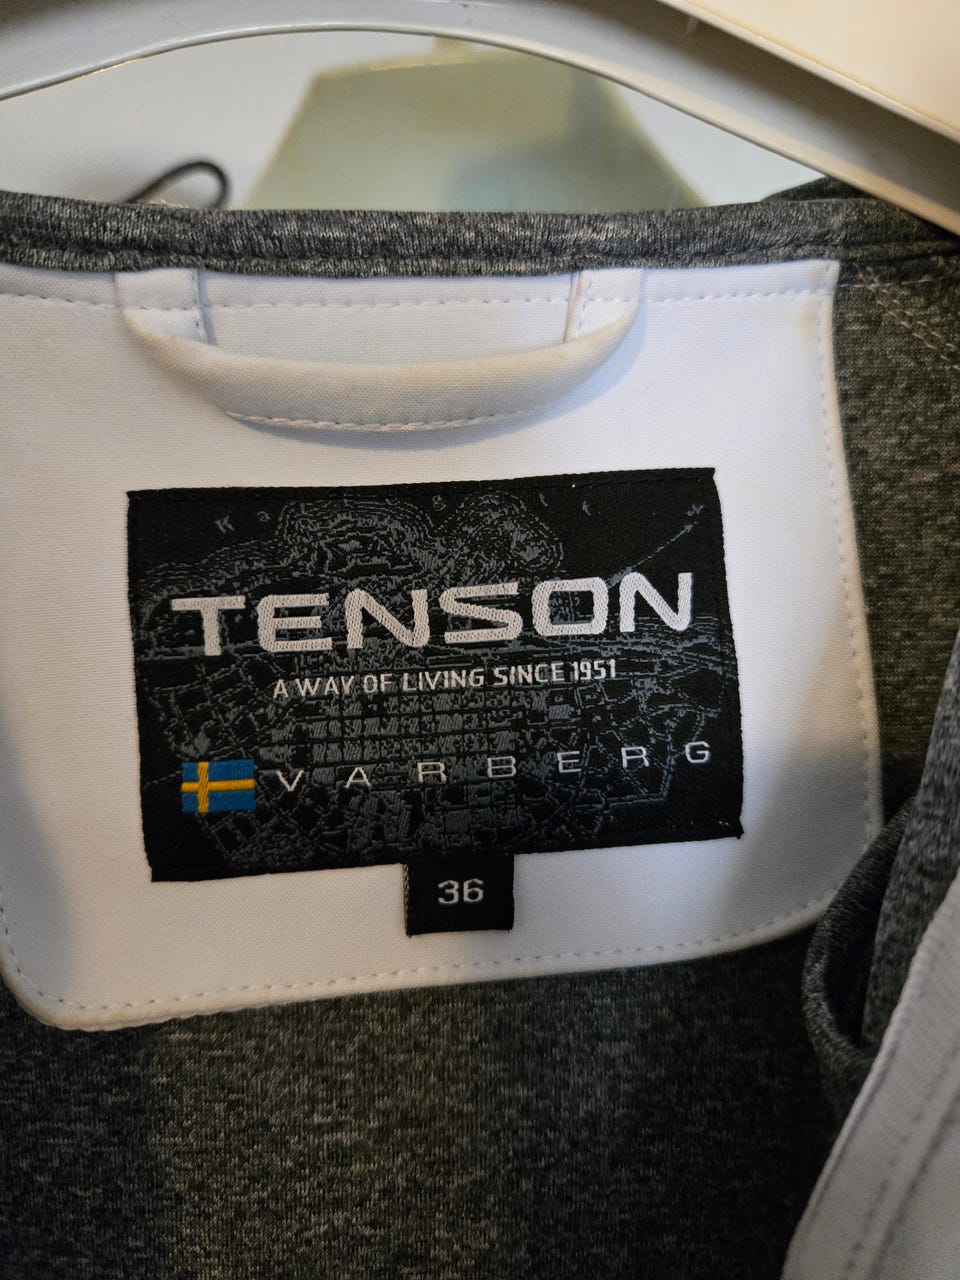 TENSON
A WAY OF LIVING SINCE 1951
VARBERG
36